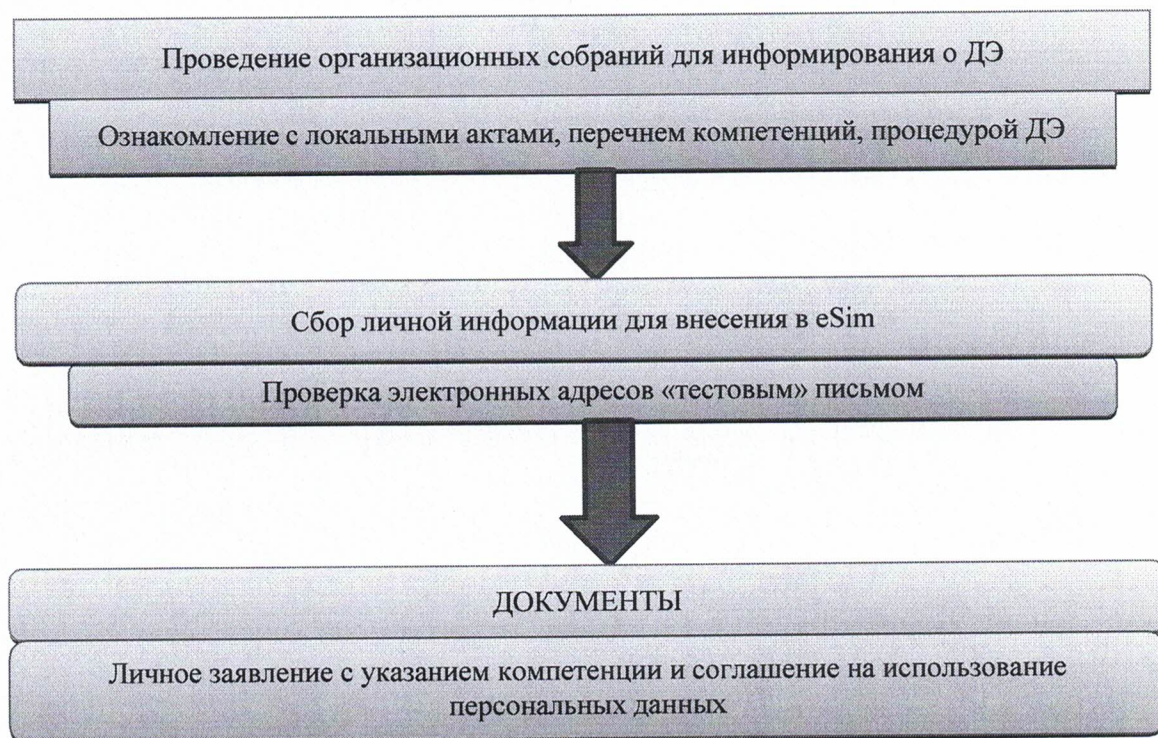 Проведение организационных собраний для информирования о ДЭ
Ознакомление с локальными актами, перечнем компетенций, процедурой ДЭ
Сбор личной информации для внесения в eSim
Проверка электронных адресов «тестовым» письмом
ДОКУМЕНТЫ
Личное заявление с указанием компетенции и соглашение на использование
персональных данных